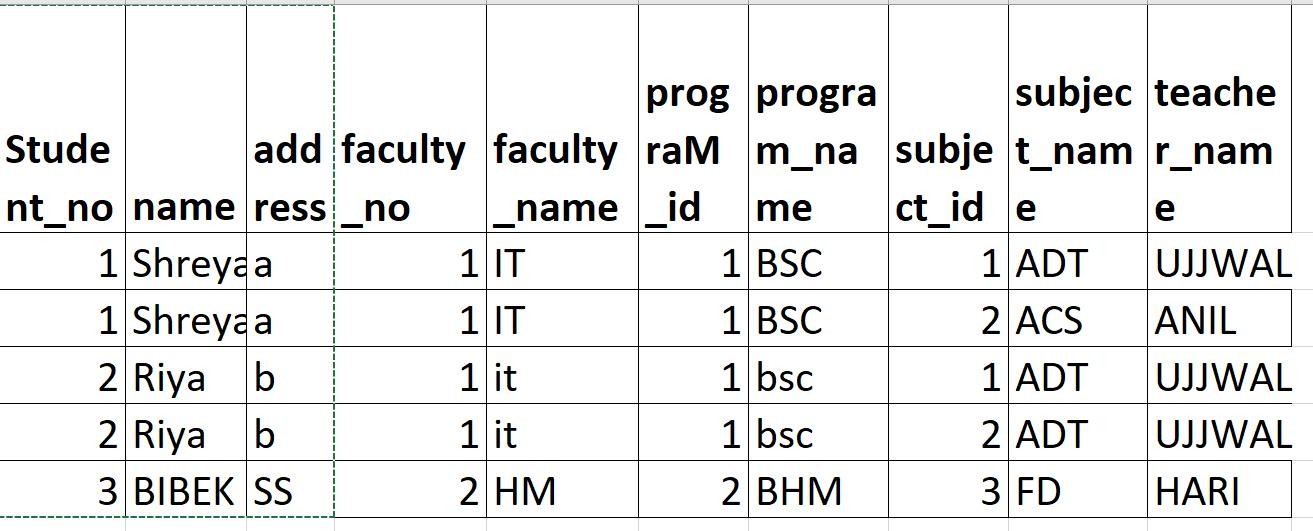 Student_no name address faculty_no faculty_name prograM_id program_name subject_id subject_name teacher_name
1 Shreya a 1 IT 1 BSC 1 ADT UJJWAL
1 Shreya a 1 IT 1 BSC 2 ACS ANIL
2 Riya b 1 it 1 bsc 1 ADT UJJWAL
2 Riya b 1 it 1 bsc 2 ADT UJJWAL
3 BIBEK SS 2 HM 2 BHM 3 FD HARI